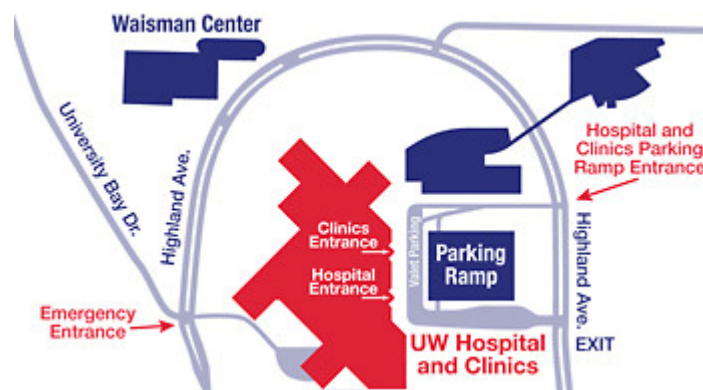 Waisman Center
University Bay Dr.
Highland Ave.
Hospital and
Clinics Parking
Ramp Entrance
Clinics
Entrance
Valet Parking
Parking
Ramp
Highland Ave.
Hospital
Entrance
Emergency
Entrance
UW Hospital
and Clinics
EXIT